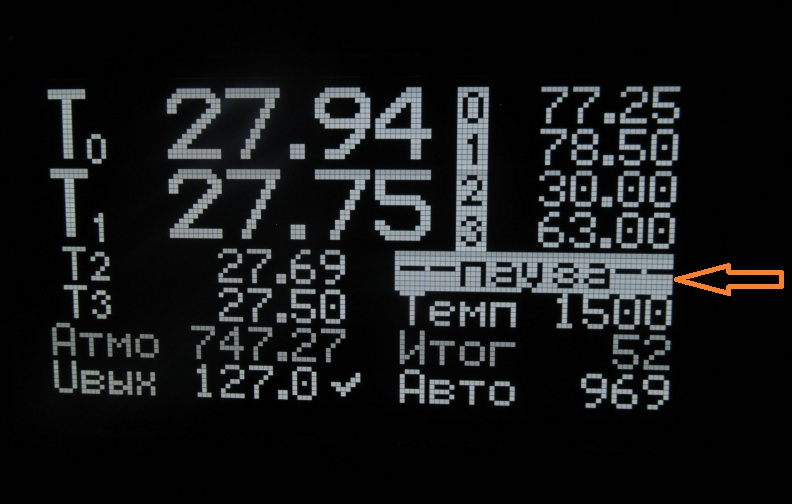 T0 27.94 0 77.25
1 78.50
T1 27.75 2 30.00
3 63.00
T2 27.69 --пауза--
T3 27.50 Темп 1500
Атмо 747.27 Итог 52
Uвых 127.0✓ Авто 969